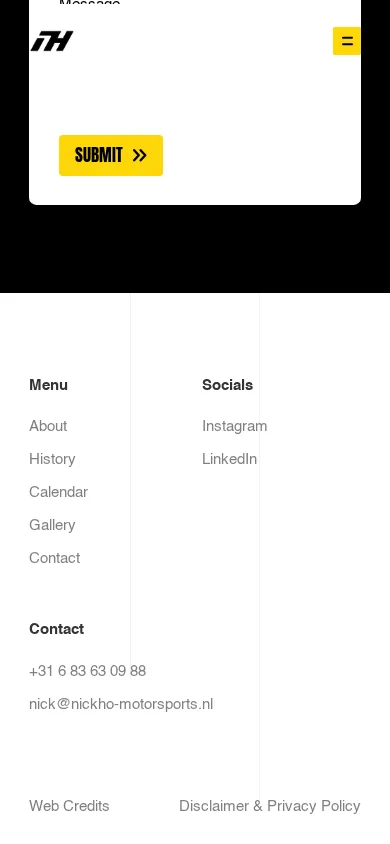 Message
SUBMIT
Menu
About
History
Calendar
Gallery
Contact
Socials
Instagram
LinkedIn
Contact
+31 6 83 63 09 88
nick@nickho-motorsports.nl
Web Credits
Disclaimer & Privacy Policy